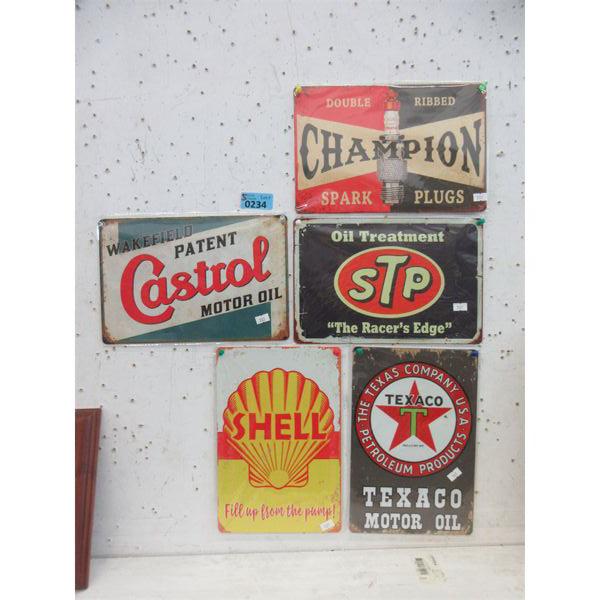 DOUBLE RIBBED
CHAMPION
SPARK PLUGS
0234
WAKEFIELD
PATENT
Castrol
MOTOR OIL
Oil Treatment
STP
"The Racer's Edge"
SHELL
Fill up from the pump!
THE TEXAS COMPANY U.S.A.
TEXACO
T
PETROLEUM PRODUCTS
TEXACO
MOTOR OIL